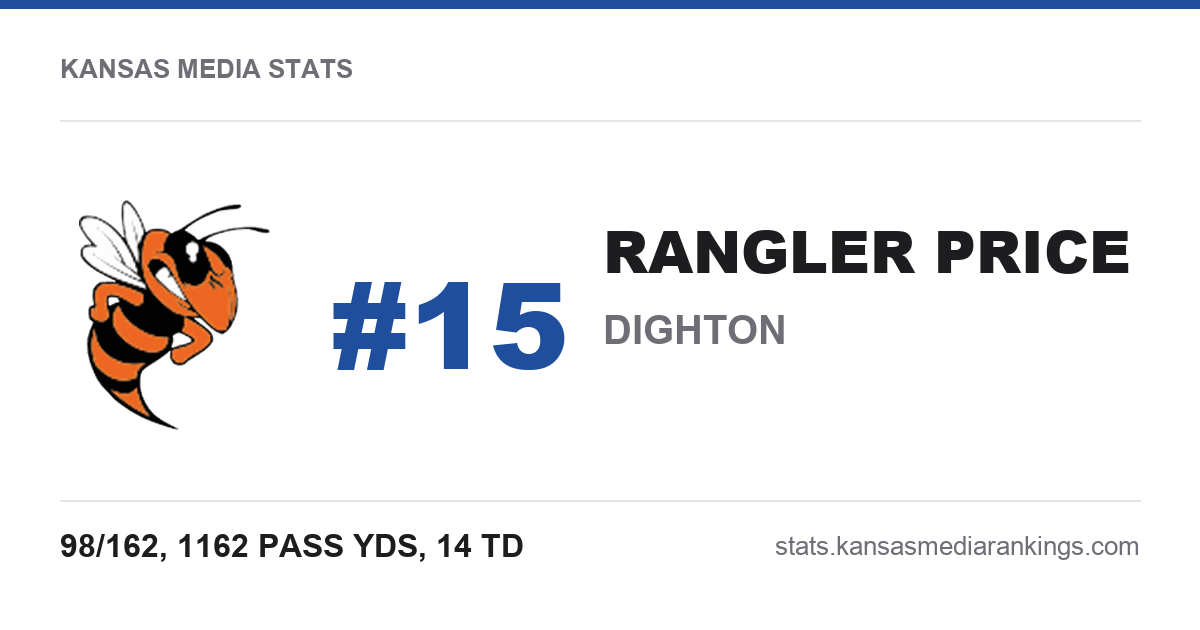 KANSAS MEDIA STATS
#15
RANGLER PRICE
DIGHTON
98/162, 1162 PASS YDS, 14 TD
stats.kansasmediarankings.com